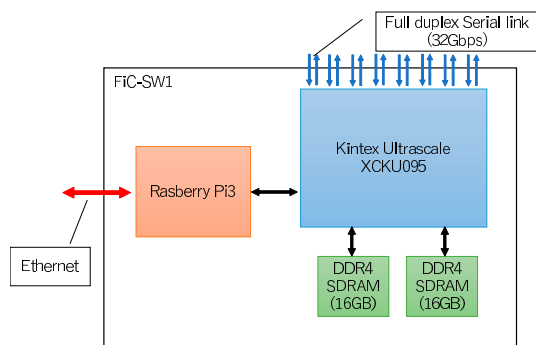 Full duplex Serial link
(32Gbps)
FiC-SW1
Kintex Ultrascale
XCKU095
Rasberry Pi3
Ethernet
DDR4
SDRAM
(16GB)
DDR4
SDRAM
(16GB)